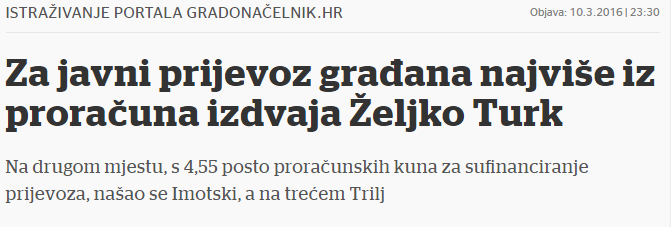 ISTRAŽIVANJE PORTALA GRADONAČELNIK.HR
Objava: 10.3.2016 | 23:30
Za javni prijevoz građana najviše iz
proračuna izdvaja Željko Turk
Na drugom mjestu, s 4,55 posto proračunskih kuna za sufinanciranje
prijevoza, našao se Imotski, a na trećem Trilj